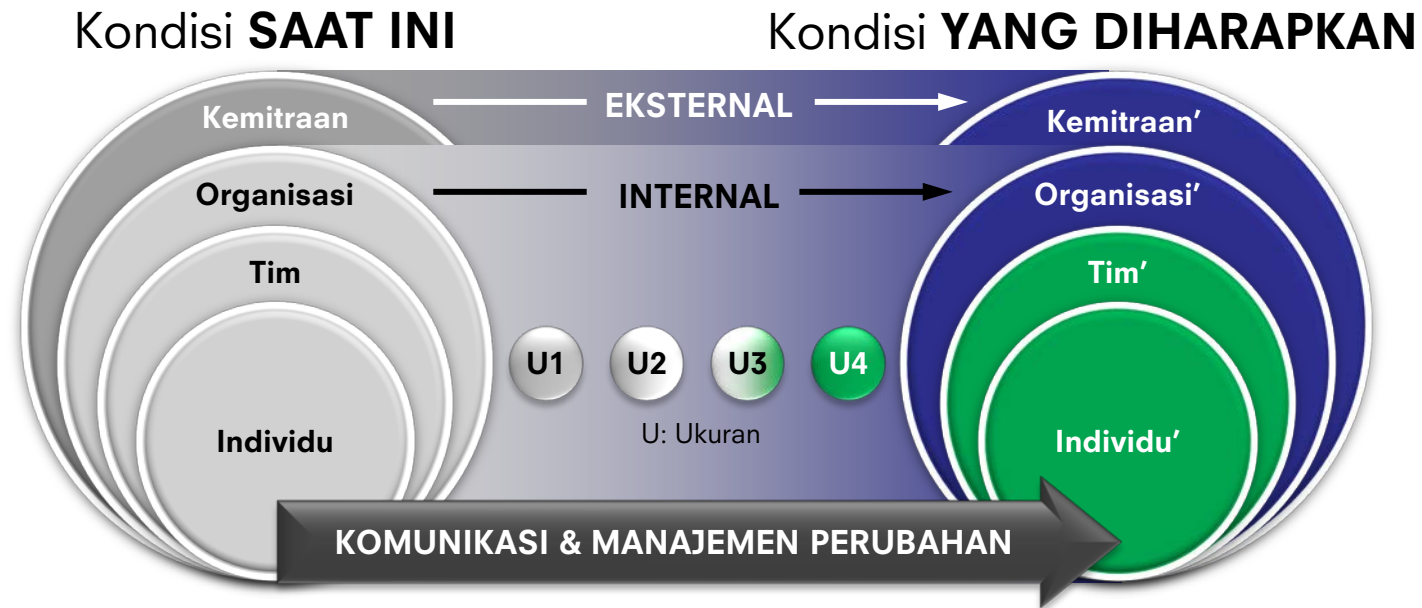 Kondisi SAAT INI
Kondisi YANG DIHARAPKAN
Kemitraan
EKSTERNAL
Kemitraan’
Organisasi
INTERNAL
Organisasi’
Tim
Tim’
U1
U2
U3
U4
U: Ukuran
Individu
Individu’
KOMUNIKASI & MANAJEMEN PERUBAHAN